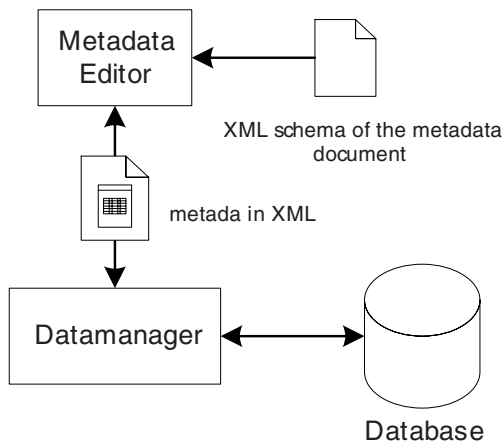 Metadata
Editor
XML schema of the metadata
document
metada in XML
Datamanager
Database